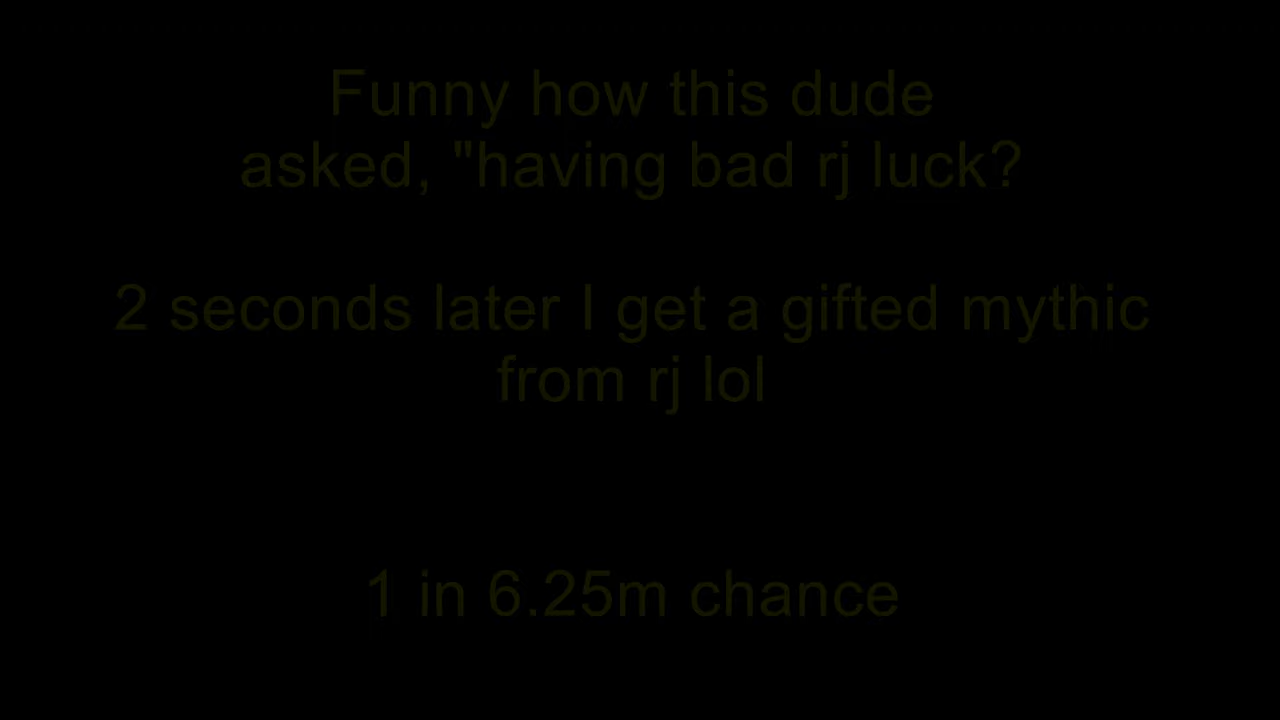 Funny how this dude
asked, "having bad rj luck?
2 seconds later I get a gifted mythic
from rj lol
1 in 6.25m chance